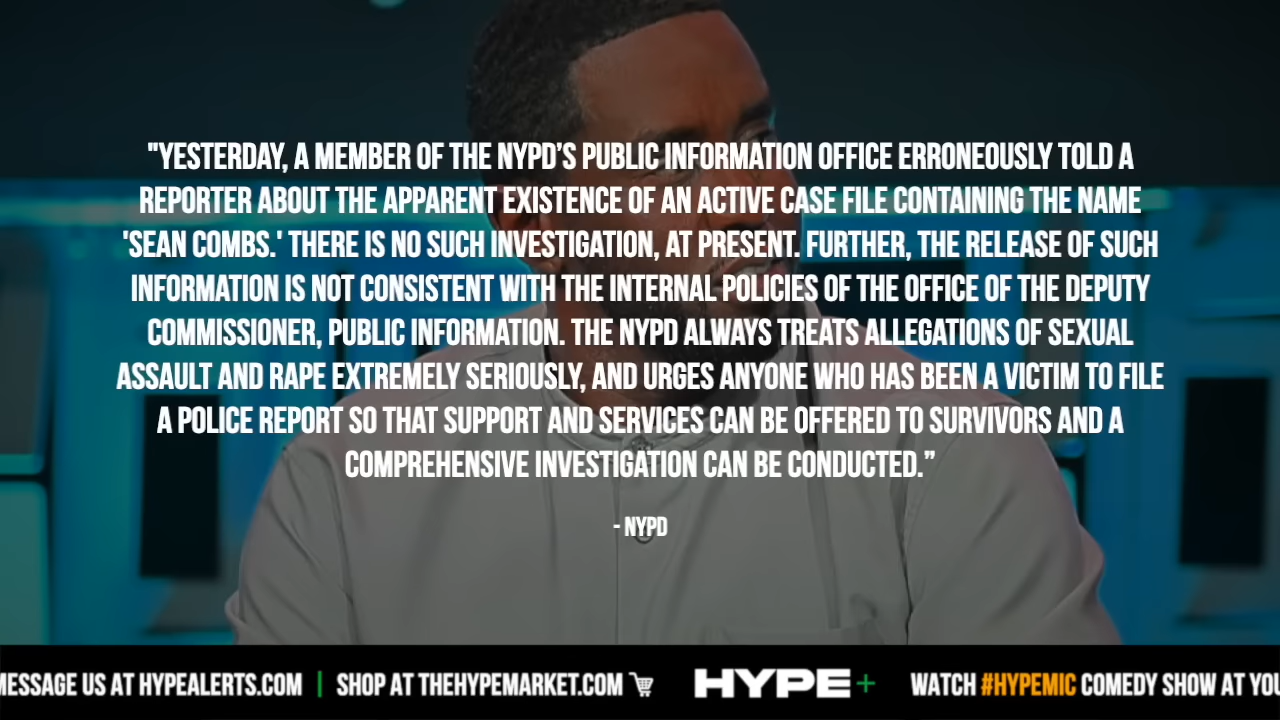 "YESTERDAY, A MEMBER OF THE NYPD’S PUBLIC INFORMATION OFFICE ERRONEOUSLY TOLD A
REPORTER ABOUT THE APPARENT EXISTENCE OF AN ACTIVE CASE FILE CONTAINING THE NAME
'SEAN COMBS.' THERE IS NO SUCH INVESTIGATION, AT PRESENT. FURTHER, THE RELEASE OF SUCH
INFORMATION IS NOT CONSISTENT WITH THE INTERNAL POLICIES OF THE OFFICE OF THE DEPUTY
COMMISSIONER, PUBLIC INFORMATION. THE NYPD ALWAYS TREATS ALLEGATIONS OF SEXUAL
ASSAULT AND RAPE EXTREMELY SERIOUSLY, AND URGES ANYONE WHO HAS BEEN A VICTIM TO FILE
A POLICE REPORT SO THAT SUPPORT AND SERVICES CAN BE OFFERED TO SURVIVORS AND A
COMPREHENSIVE INVESTIGATION CAN BE CONDUCTED.”
- NYPD
MESSAGE US AT HYPEALERTS.COM | SHOP AT THEHYPEMARKET.COM HYPE+ WATCH #HYPEMIC COMEDY SHOW AT YOU